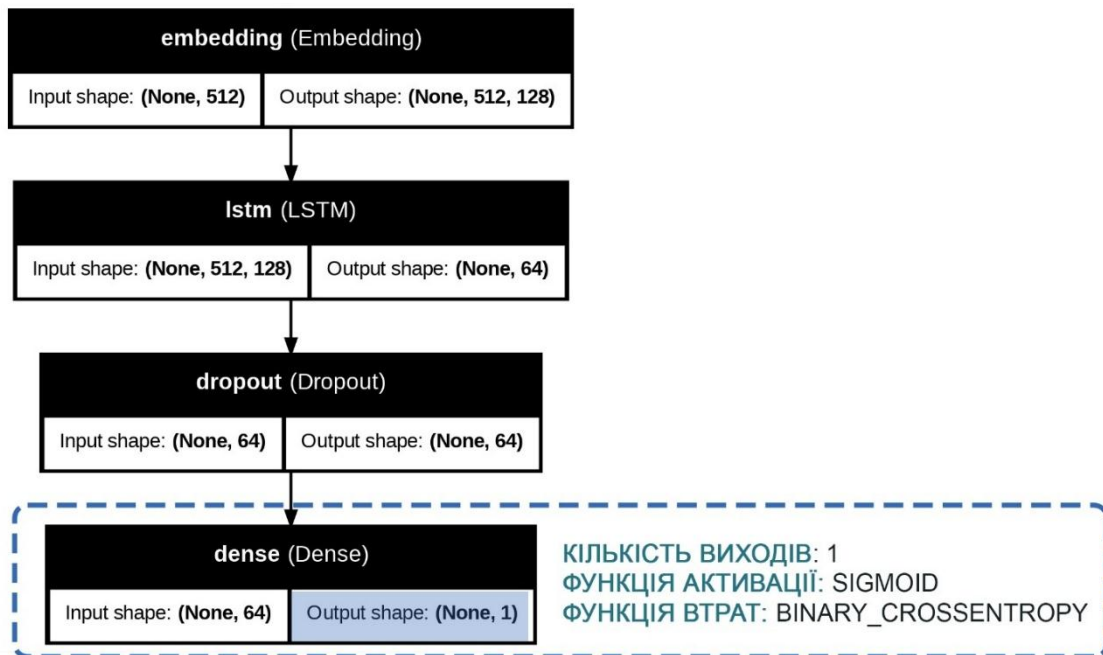 embedding (Embedding)
Input shape: (None, 512) Output shape: (None, 512, 128)
lstm (LSTM)
Input shape: (None, 512, 128) Output shape: (None, 64)
dropout (Dropout)
Input shape: (None, 64) Output shape: (None, 64)
dense (Dense)
Input shape: (None, 64) Output shape: (None, 1)
КІЛЬКІСТЬ ВИХОДІВ: 1
ФУНКЦІЯ АКТИВАЦІЇ: SIGMOID
ФУНКЦІЯ ВТРАТ: BINARY_CROSSENTROPY